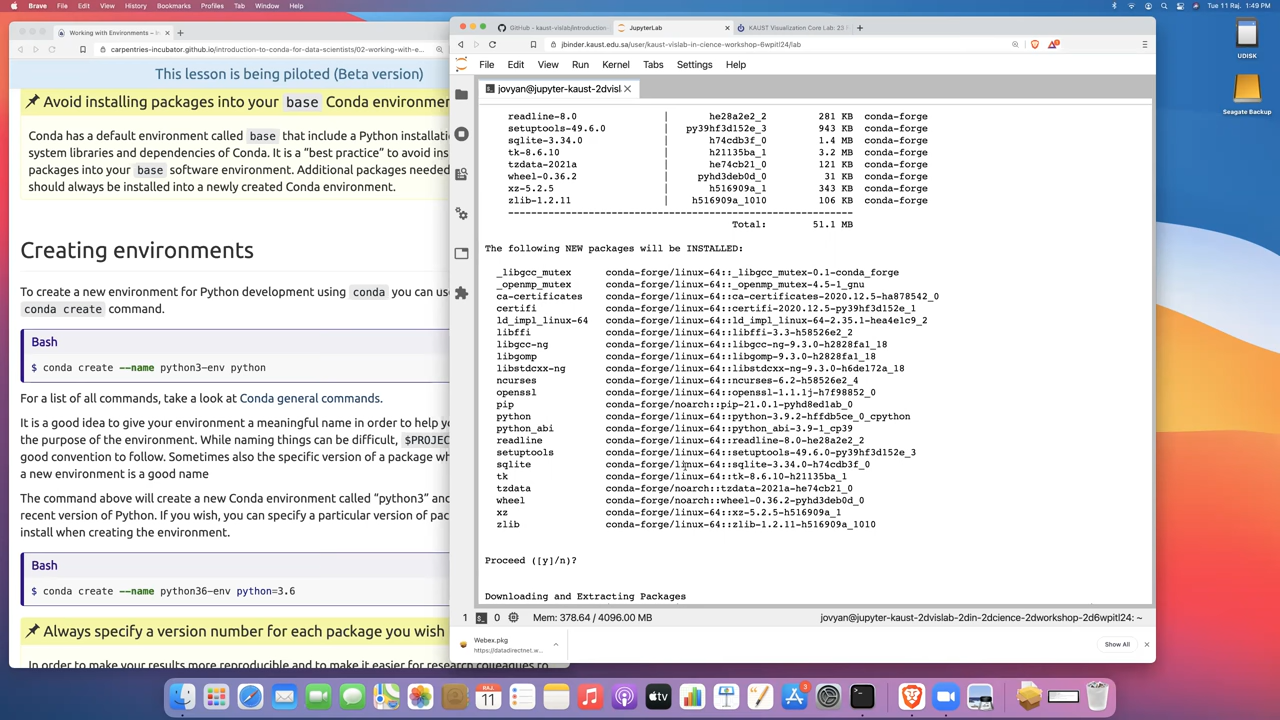 Brave File Edit View History Bookmarks Profiles Tab Window Help
Tue 11 Raj. 1:49 PM
Working with Environments –
carpentries-incubator.github.io/introduction-to-conda-for-data-scientists/02-working-with-e...
This lesson is being piloted (Beta version)
Avoid installing packages into your base Conda environmen
Conda has a default environment called base that include a Python installati
system libraries and dependencies of Conda. It is a “best practice” to avoid ins
packages into your base software environment. Additional packages needed
should always be installed into a newly created Conda environment.
Creating environments
To create a new environment for Python development using conda you can us
conda create command.
Bash
$ conda create --name python3-env python
For a list of all commands, take a look at Conda general commands.
It is a good idea to give your environment a meaningful name in order to help y
the purpose of the environment. While naming things can be difficult, $PROJEC
good convention to follow. Sometimes also the specific version of a package wh
a new environment is a good name
The command above will create a new Conda environment called “python3” and
recent version of Python. If you wish, you can specify a particular version of pac
install when creating the environment.
Bash
$ conda create --name python36-env python=3.6
Always specify a version number for each package you wish
In order to make your results more reproducible and to make it easier for research colleagues to
GitHub - kaust-vislab/introduction
JupyterLab
KAUST Visualization Core Lab: 23
jbinder.kaust.edu.sa/user/kaust-vislab-in-cience-workshop-6wpitl24/lab
File Edit View Run Kernel Tabs Settings Help
jovyan@jupyter-kaust-2dvisl
readline-8.0 | he28a2e2_2 281 KB conda-forge
setuptools-49.6.0 | py39hf3d152e_3 943 KB conda-forge
sqlite-3.34.0 | h74cdb3f_0 1.4 MB conda-forge
tk-8.6.10 | h21135ba_1 3.2 MB conda-forge
tzdata-2021a | he74cb21_0 121 KB conda-forge
wheel-0.36.2 | pyhd3deb0d_0 31 KB conda-forge
xz-5.2.5 | h516909a_1 343 KB conda-forge
zlib-1.2.11 | h516909a_1010 106 KB conda-forge
------------------------------------------------------------
Total: 51.1 MB
The following NEW packages will be INSTALLED:
_libgcc_mutex conda-forge/linux-64::_libgcc_mutex-0.1-conda_forge
_openmp_mutex conda-forge/linux-64::_openmp_mutex-4.5-1_gnu
ca-certificates conda-forge/linux-64::ca-certificates-2020.12.5-ha878542_0
certifi conda-forge/linux-64::certifi-2020.12.5-py39hf3d152e_1
ld_impl_linux-64 conda-forge/linux-64::ld_impl_linux-64-2.35.1-hea4e1c9_2
libffi conda-forge/linux-64::libffi-3.3-h58526e2_2
libgcc-ng conda-forge/linux-64::libgcc-ng-9.3.0-h2828fa1_18
libgomp conda-forge/linux-64::libgomp-9.3.0-h2828fa1_18
libstdcxx-ng conda-forge/linux-64::libstdcxx-ng-9.3.0-h6de172a_18
ncurses conda-forge/linux-64::ncurses-6.2-h58526e2_4
openssl conda-forge/linux-64::openssl-1.1.1j-h7f98852_0
pip conda-forge/noarch::pip-21.0.1-pyhd8ed1ab_0
python conda-forge/linux-64::python-3.9.2-hffdb5ce_0_cpython
python_abi conda-forge/linux-64::python_abi-3.9-1_cp39
readline conda-forge/linux-64::readline-8.0-he28a2e2_2
setuptools conda-forge/linux-64::setuptools-49.6.0-py39hf3d152e_3
sqlite conda-forge/linux-64::sqlite-3.34.0-h74cdb3f_0
tk conda-forge/linux-64::tk-8.6.10-h21135ba_1
tzdata conda-forge/noarch::tzdata-2021a-he74cb21_0
wheel conda-forge/noarch::wheel-0.36.2-pyhd3deb0d_0
xz conda-forge/linux-64::xz-5.2.5-h516909a_1
zlib conda-forge/linux-64::zlib-1.2.11-h516909a_1010
Proceed ([y]/n)?
Downloading and Extracting Packages
1 0 Mem: 378.64 / 4096.00 MB
jovyan@jupyter-kaust-2dvislab-2din-2dcience-2dworkshop-2d6wpitl24: ~
Webex.pkg
https://datadirectnet.w...
Show All
UDISK
Seagate Backup
RAJ.
11
tv
3